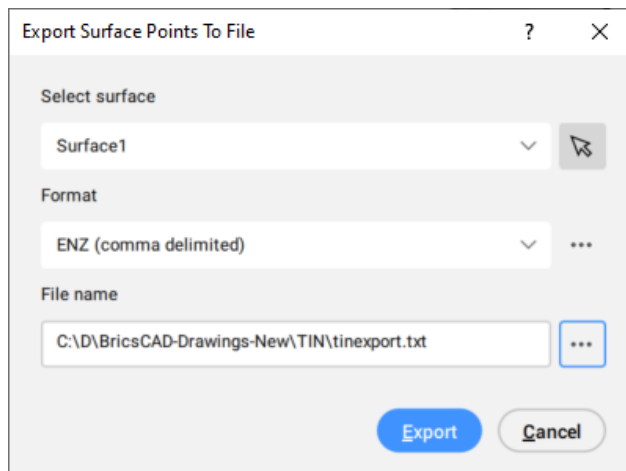 Export Surface Points To File
?
Select surface
Surface1
Format
ENZ (comma delimited)
...
File name
C:\D\BricsCAD-Drawings-New\TIN\tinexport.txt
...
Export
Cancel